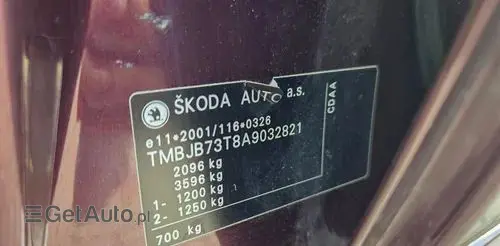 ŠKODA AUTO a.s.
e11*2001/116*0326
TMBJB73T8A9032821
2096 kg
3596 kg
1- 1200 kg
2- 1250 kg
700 kg
CDAA
GetAuto.pl